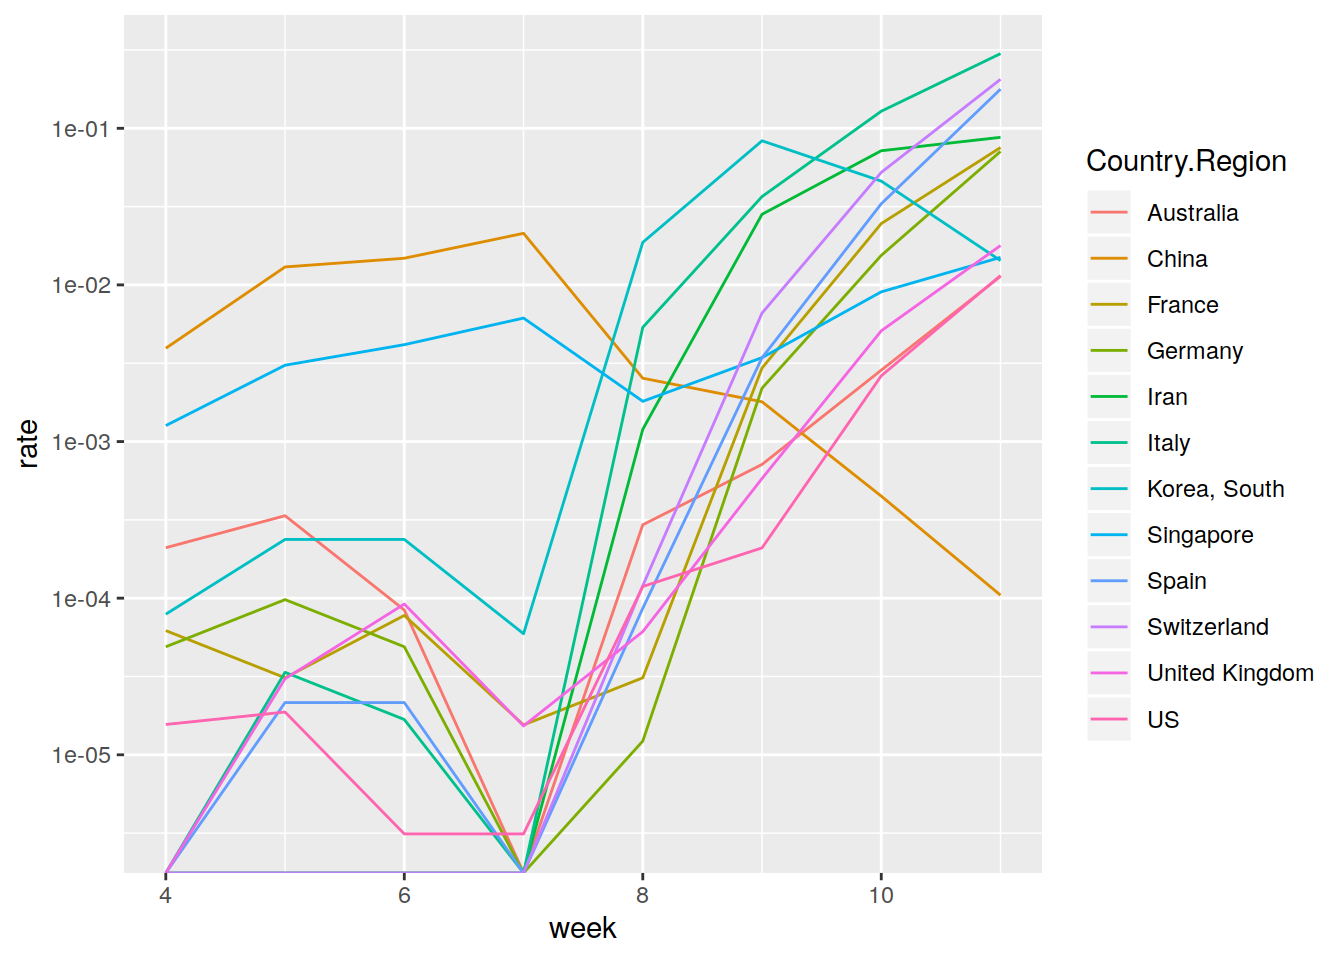 1e-01
1e-02
1e-03
1e-04
1e-05
rate
4 6 8 10
week
Country.Region
Australia
China
France
Germany
Iran
Italy
Korea, South
Singapore
Spain
Switzerland
United Kingdom
US